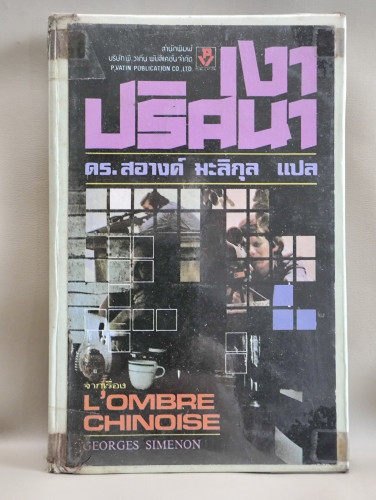 สำนักพิมพ์
บริษัท พี.วาทิน พับลิเคชั่น จำกัด
P.VATIN PUBLICATION CO.,LTD.
เงา
ปริศนา
ดร.สอางค์ มะลิกุล แปล
จากเรื่อง
L'OMBRE
CHINOISE
GEORGES SIMENON